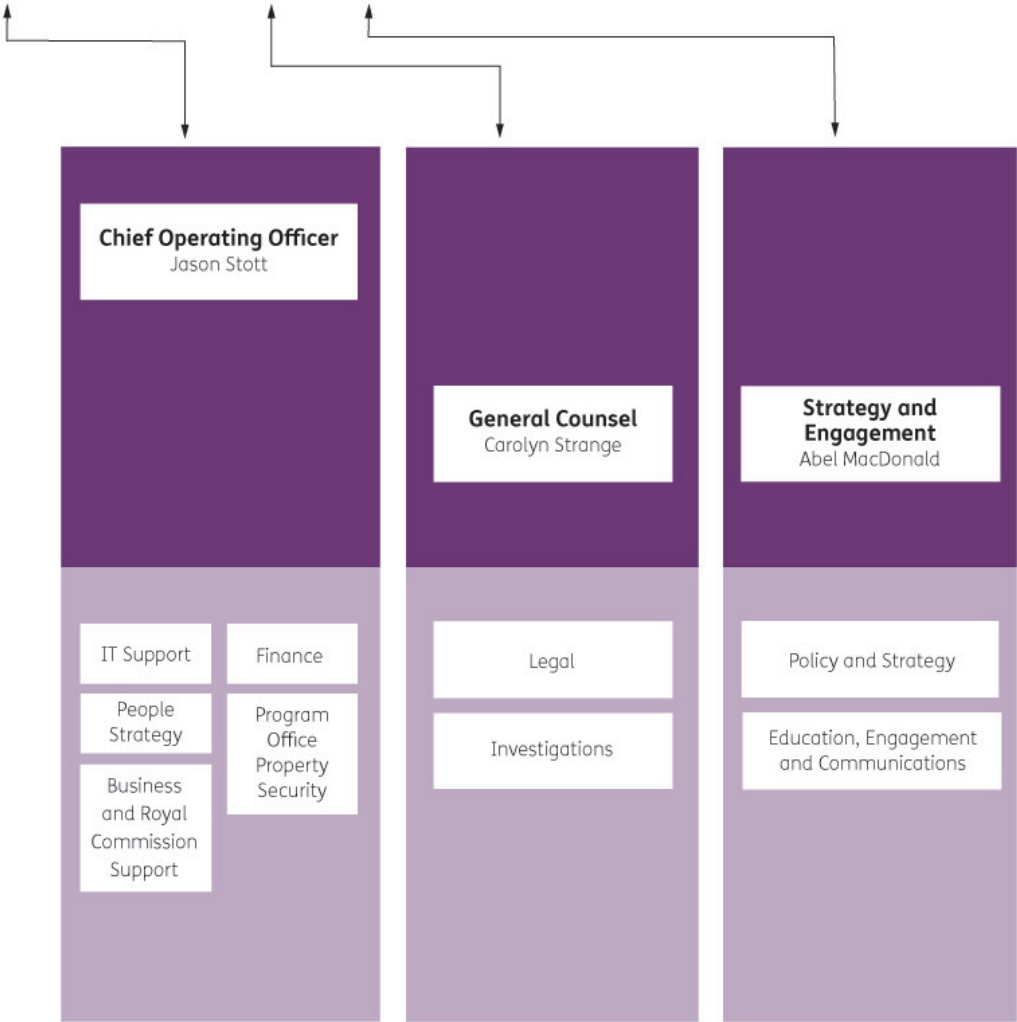 Chief Operating Officer
Jason Stott
IT Support
People
Strategy
Business
and Royal
Commission
Support
Finance
Program
Office
Property
Security
General Counsel
Carolyn Strange
Legal
Investigations
Strategy and
Engagement
Abel MacDonald
Policy and Strategy
Education, Engagement
and Communications